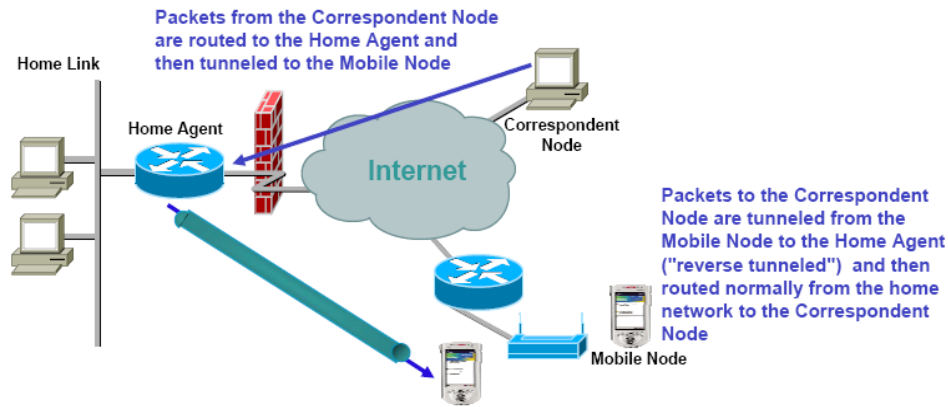 Packets from the Correspondent Node
are routed to the Home Agent and
then tunneled to the Mobile Node
Home Link
Home Agent
Correspondent
Node
Internet
Packets to the Correspondent
Node are tunneled from the
Mobile Node to the Home Agent
("reverse tunneled") and then
routed normally from the home
network to the Correspondent
Node
Mobile Node